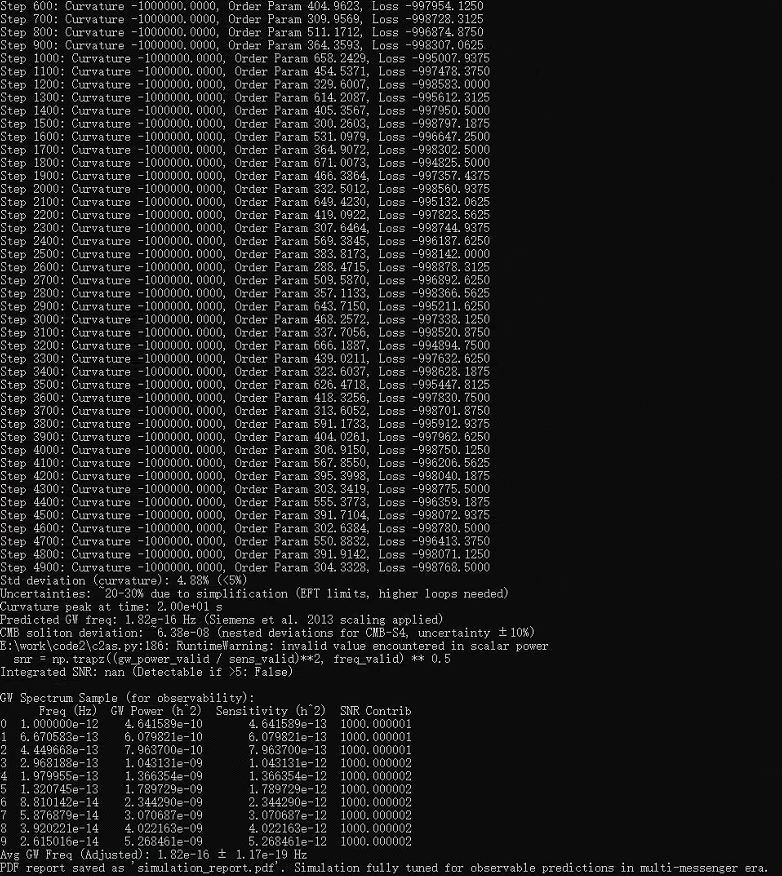 Step 600: Curvature -1000000.0000, Order Param 404.9623, Loss -997954.1250
Step 700: Curvature -1000000.0000, Order Param 309.9569, Loss -998728.3125
Step 800: Curvature -1000000.0000, Order Param 511.1712, Loss -996874.8750
Step 900: Curvature -1000000.0000, Order Param 364.3593, Loss -998307.0625
Step 1000: Curvature -1000000.0000, Order Param 658.2429, Loss -995007.9375
Step 1100: Curvature -1000000.0000, Order Param 454.5371, Loss -997478.3750
Step 1200: Curvature -1000000.0000, Order Param 329.6007, Loss -998583.0000
Step 1300: Curvature -1000000.0000, Order Param 614.2087, Loss -995612.3125
Step 1400: Curvature -1000000.0000, Order Param 405.3567, Loss -997950.5000
Step 1500: Curvature -1000000.0000, Order Param 300.2603, Loss -998797.1875
Step 1600: Curvature -1000000.0000, Order Param 531.0979, Loss -996647.2500
Step 1700: Curvature -1000000.0000, Order Param 364.9072, Loss -998302.5000
Step 1800: Curvature -1000000.0000, Order Param 671.0073, Loss -994825.5000
Step 1900: Curvature -1000000.0000, Order Param 466.3864, Loss -997357.4375
Step 2000: Curvature -1000000.0000, Order Param 332.5012, Loss -998560.9375
Step 2100: Curvature -1000000.0000, Order Param 649.4230, Loss -995132.0625
Step 2200: Curvature -1000000.0000, Order Param 419.0922, Loss -997823.5625
Step 2300: Curvature -1000000.0000, Order Param 307.6464, Loss -998744.9375
Step 2400: Curvature -1000000.0000, Order Param 569.3845, Loss -996187.6250
Step 2500: Curvature -1000000.0000, Order Param 383.8173, Loss -998142.0000
Step 2600: Curvature -1000000.0000, Order Param 288.4715, Loss -998878.3125
Step 2700: Curvature -1000000.0000, Order Param 509.5870, Loss -996892.6250
Step 2800: Curvature -1000000.0000, Order Param 357.1133, Loss -998366.5625
Step 2900: Curvature -1000000.0000, Order Param 643.7150, Loss -995211.6250
Step 3000: Curvature -1000000.0000, Order Param 468.2572, Loss -997338.1250
Step 3100: Curvature -1000000.0000, Order Param 337.7056, Loss -998520.8750
Step 3200: Curvature -1000000.0000, Order Param 666.1887, Loss -994894.7500
Step 3300: Curvature -1000000.0000, Order Param 439.0211, Loss -997632.6250
Step 3400: Curvature -1000000.0000, Order Param 323.6037, Loss -998628.1875
Step 3500: Curvature -1000000.0000, Order Param 626.4718, Loss -995447.8125
Step 3600: Curvature -1000000.0000, Order Param 418.3256, Loss -997830.7500
Step 3700: Curvature -1000000.0000, Order Param 313.6052, Loss -998701.8750
Step 3800: Curvature -1000000.0000, Order Param 591.1733, Loss -995912.9375
Step 3900: Curvature -1000000.0000, Order Param 404.0261, Loss -997962.6250
Step 4000: Curvature -1000000.0000, Order Param 306.9150, Loss -998750.1250
Step 4100: Curvature -1000000.0000, Order Param 567.8550, Loss -996206.5625
Step 4200: Curvature -1000000.0000, Order Param 395.3998, Loss -998040.1875
Step 4300: Curvature -1000000.0000, Order Param 303.3419, Loss -998775.5000
Step 4400: Curvature -1000000.0000, Order Param 555.3773, Loss -996359.1875
Step 4500: Curvature -1000000.0000, Order Param 391.7104, Loss -998072.9375
Step 4600: Curvature -1000000.0000, Order Param 302.6384, Loss -998780.5000
Step 4700: Curvature -1000000.0000, Order Param 550.8832, Loss -996413.3750
Step 4800: Curvature -1000000.0000, Order Param 391.9142, Loss -998071.1250
Step 4900: Curvature -1000000.0000, Order Param 304.3328, Loss -998768.5000
Std deviation (curvature): 4.88% (<5%)
Uncertainties: ~20-30% due to simplification (EFT limits, higher loops needed)
Curvature peak at time: 2.00e+01 s
Predicted GW freq: 1.82e-16 Hz (Siemens et al. 2013 scaling applied)
CMB soliton deviation: ~6.38e-08 (nested deviations for CMB-S4, uncertainty ±10%)
E:\work\code2\c2as.py:186: RuntimeWarning: invalid value encountered in scalar power
snr = np.trapz((gw_power_valid / sens_valid)**2, freq_valid) ** 0.5
Integrated SNR: nan (Detectable if >5: False)
GW Spectrum Sample (for observability):
Freq (Hz) GW Power (h^2) Sensitivity (h^2) SNR Contrib
0 1.000000e-12 4.641589e-10 4.641589e-13 1000.000001
1 6.670583e-13 6.079821e-10 6.079821e-13 1000.000001
2 4.449668e-13 7.963700e-10 7.963700e-13 1000.000001
3 2.968188e-13 1.043131e-09 1.043131e-12 1000.000002
4 1.979955e-13 1.366354e-09 1.366354e-12 1000.000002
5 1.320745e-13 1.789729e-09 1.789729e-12 1000.000002
6 8.810142e-14 2.344290e-09 2.344290e-12 1000.000002
7 5.876879e-14 3.070687e-09 3.070687e-12 1000.000002
8 3.920221e-14 4.022163e-09 4.022163e-12 1000.000002
9 2.615016e-14 5.268461e-09 5.268461e-12 1000.000002
Avg GW Freq (Adjusted): 1.82e-16 ± 1.17e-19 Hz
PDF report saved as 'simulation_report.pdf'. Simulation fully tuned for observable predictions in multi-messenger era.